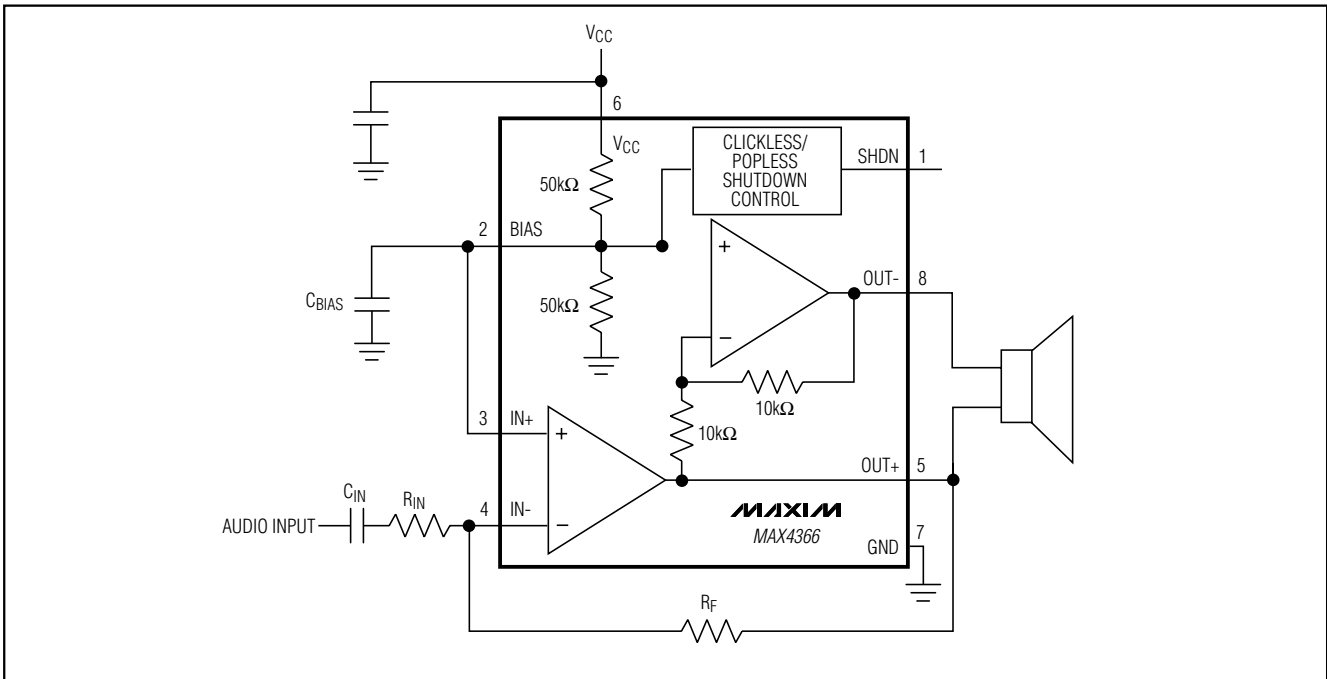 VCC
6
VCC
CLICKLESS/
POPLESS
SHUTDOWN
CONTROL
SHDN 1
50kΩ
2 BIAS
+
OUT- 8
CBIAS
50kΩ
−
10kΩ
3 IN+
+
10kΩ
OUT+ 5
CIN
RIN
4 IN-
−
AUDIO INPUT
MAXIM
MAX4366
7
GND
RF